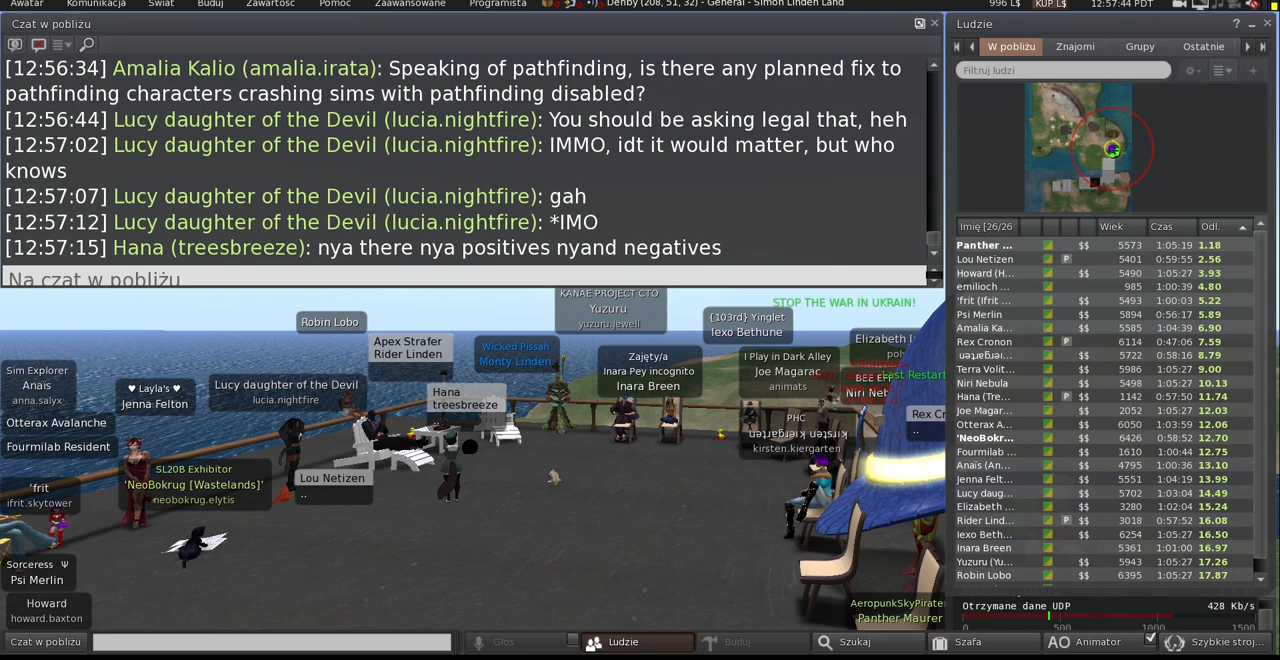 Awatar Komunikacja Świat Buduj Zawartość Pomoc Zaawansowane Programista Denby (208, 51, 32) - General - Simon Linden Land 996 L$ KUP L$ 12:57:44 PDT
Czat w pobliżu
[12:56:34] Amalia Kalio (amalia.irata): Speaking of pathfinding, is there any planned fix to
pathfinding characters crashing sims with pathfinding disabled?
[12:56:44] Lucy daughter of the Devil (lucia.nightfire): You should be asking legal that, heh
[12:57:02] Lucy daughter of the Devil (lucia.nightfire): IMMO, idt it would matter, but who
knows
[12:57:07] Lucy daughter of the Devil (lucia.nightfire): gah
[12:57:12] Lucy daughter of the Devil (lucia.nightfire): *IMO
[12:57:15] Hana (treesbreeze): nya there nya positives nyand negatives
Na czat w pobliżu
KANAE PROJECT CTO
Yuzuru
yuzuru.jewell
STOP THE WAR IN UKRAIN!
Robin Lobo
{103rd} Yinglet
Iexo Bethune
Apex Strafer
Rider Linden
Wicked Pissah
Monty Linden
Elizabeth
Zajęty/a
Inara Pey incognito
Inara Breen
I Play in Dark Alley
Joe Magarac
animats
Last Restart
Niri Neb
Sim Explorer
Anaïs
anna.salyx
♥ Layla's ♥
Jenna Felton
Lucy daughter of the Devil
lucia.nightfire
Hana
treesbreeze
Rex Cr
..
Otterax Avalanche
Fourmilab Resident
PHC
kirsten.kiergarten
SL20B Exhibitor
'NeoBokrug [Wastelands]'
neobokrug.elytis
Lou Netizen
..
'frit
ifrit.skytower
Sorceress Ψ
Psi Merlin
Howard
howard.baxton
AeropunkSkyPirate
Panther Maurer
Czat w pobliżu Głos Ludzie Buduj Szukaj Szafa AO Animator Szybkie stroj...
Ludzie
W pobliżu Znajomi Grupy Ostatnie
Filtruj ludzi
Imię [26/26 Wiek Czas Odl.
Panther ... $$ 5573 1:05:19 1.18
Lou Netizen P 5401 0:59:55 2.56
Howard (H... $$ 5490 1:05:27 3.93
emilioch ... 985 1:00:39 4.80
'frit (Ifrit ... $$ 5493 1:00:03 5.22
Psi Merlin $$ 5894 0:56:17 5.89
Amalia Ka... $$ 5585 1:04:39 6.90
Rex Cronon P 6114 0:47:06 7.59
$$ 5722 0:58:16 8.79
Terra Volit... $$ 5986 1:05:27 9.00
Niri Nebula $$ 5498 1:05:27 10.13
Hana (Tre... P $$ 1142 0:57:50 11.74
Joe Magar... $$ 2052 1:05:27 12.03
Otterax A... $$ 6050 1:03:59 12.06
'NeoBokr... $$ 6426 0:58:52 12.70
Fourmilab ... $$ 1610 1:00:44 12.75
Anaïs (An... $$ 4795 1:00:36 13.10
Jenna Felt... $$ 5551 1:04:19 13.99
Lucy daug... $$ 5702 1:03:04 14.49
Elizabeth ... $$ 3280 1:02:04 15.24
Rider Lind... P $$ 3018 0:57:52 16.08
Iexo Beth... $$ 6254 1:05:27 16.50
Inara Breen 5361 1:01:00 16.97
Yuzuru (Yu... $$ 5943 1:05:27 17.26
Robin Lobo $$ 6395 1:05:27 17.87
Otrzymane dane UDP 428 Kb/s
0 500 1000 1500